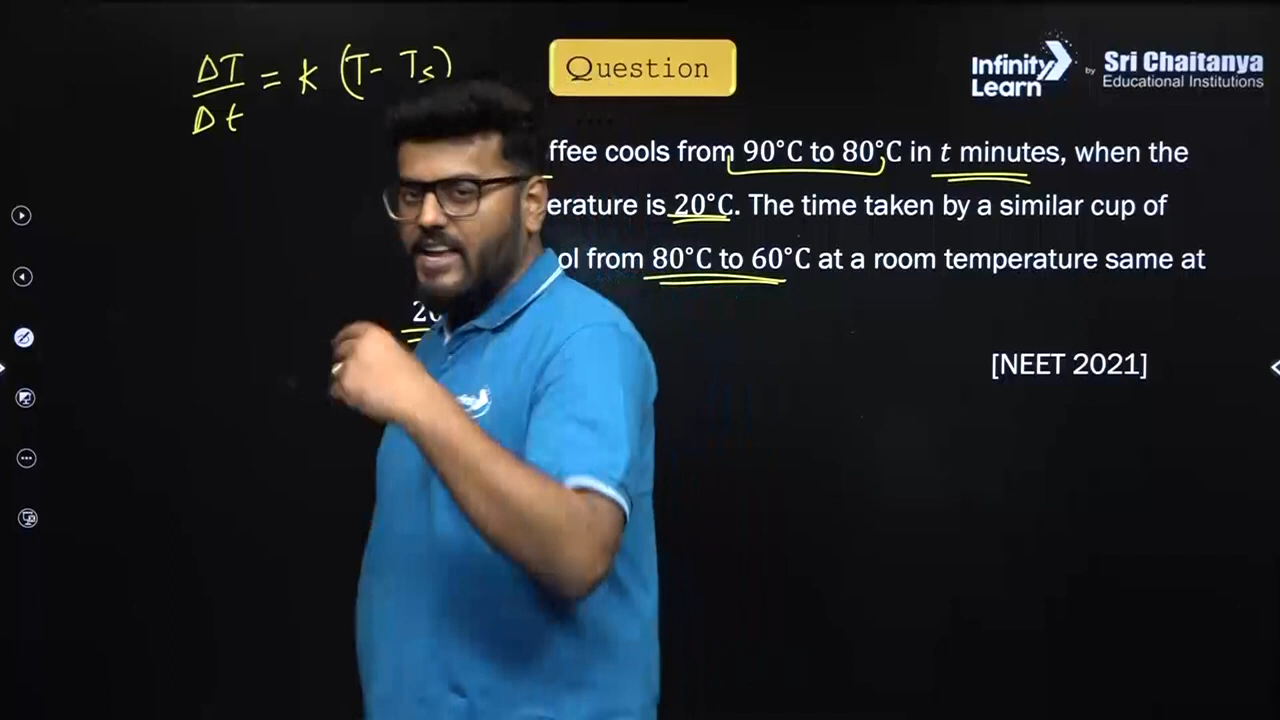 ΔT/Δt = K (T - Ts)
Question
Infinity Learn by Sri Chaitanya Educational Institutions
ffee cools from 90°C to 80°C in t minutes, when the
erature is 20°C. The time taken by a similar cup of
ol from 80°C to 60°C at a room temperature same at
20
[NEET 2021]